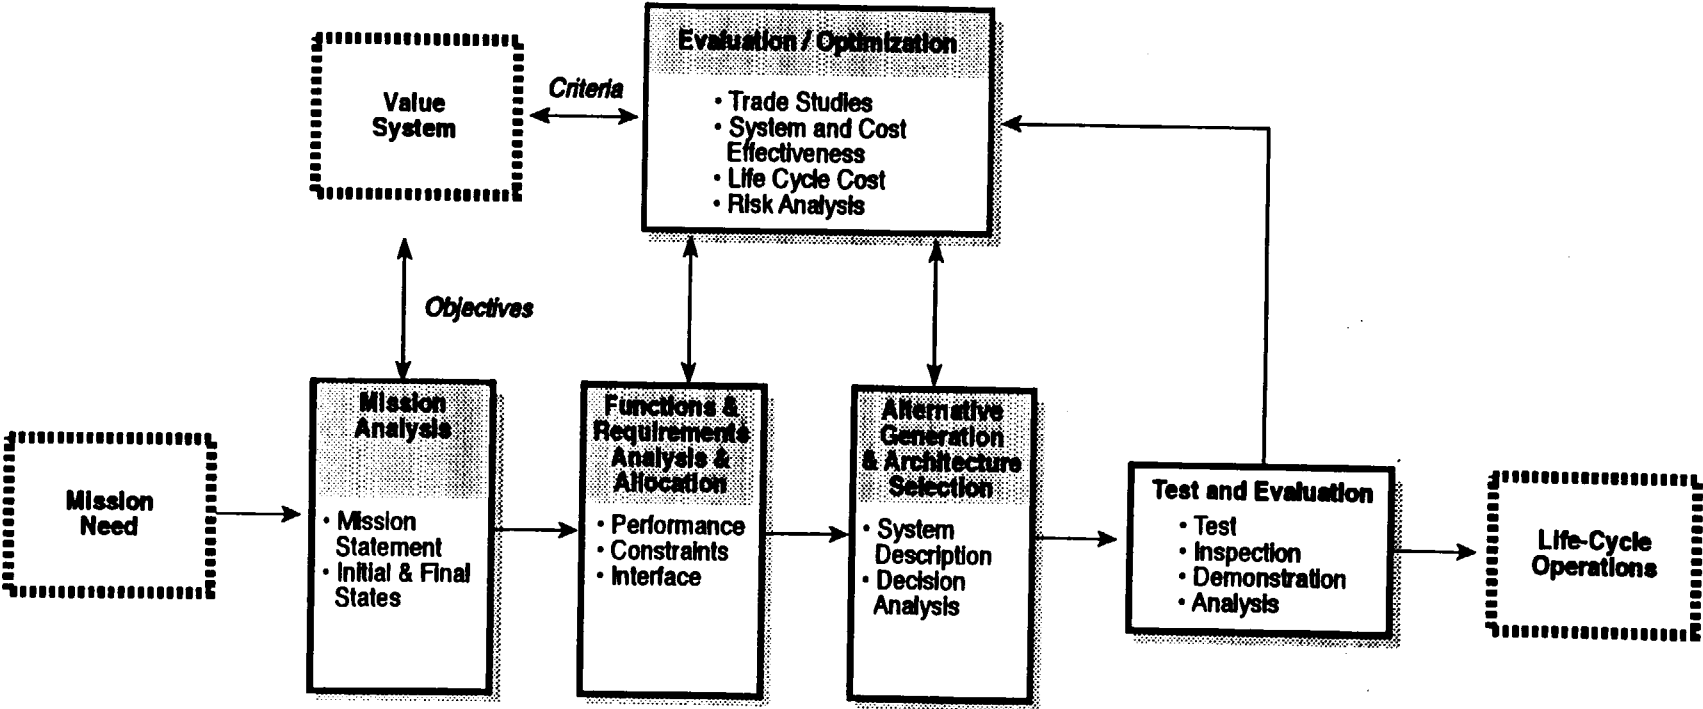 Evaluation / Optimization
• Trade Studies
• System and Cost
Effectiveness
• Life Cycle Cost
• Risk Analysis
Value
System
Criteria
Objectives
Mission
Need
Mission
Analysis
• Mission
Statement
• Initial & Final
States
Functions &
Requirements
Analysis &
Allocation
• Performance
• Constraints
• Interface
Alternative
Generation
& Architecture
Selection
• System
Description
• Decision
Analysis
Test and Evaluation
• Test
• Inspection
• Demonstration
• Analysis
Life-Cycle
Operations